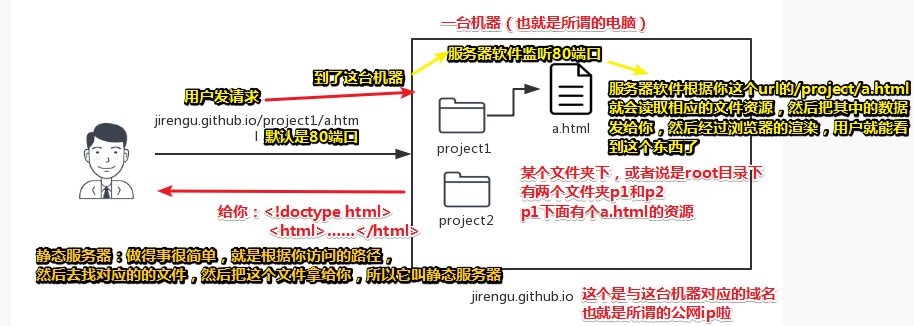 一台机器（也就是所谓的电脑）
服务器软件监听80端口
到了这台机器
用户发请求
jirengu.github.io/project1/a.htm
l
默认是80端口
project1
a.html
服务器软件根据你这个url的/project/a.html
就会读取相应的文件资源，然后把其中的数据
发给你，然后经过浏览器的渲染，用户就能看
到这个东西了
某个文件夹下，或者说是root目录下
有两个文件夹p1和p2
p1下面有个a.html的资源
project2
给你：<!doctype html>
<html>......</html>
静态服务器：做得事很简单，就是根据你访问的路径，
然后去找对应的的文件，然后把这个文件拿给你，所以它叫静态服务器
jirengu.github.io
这个是与这台机器对应的域名
也就是所谓的公网ip啦